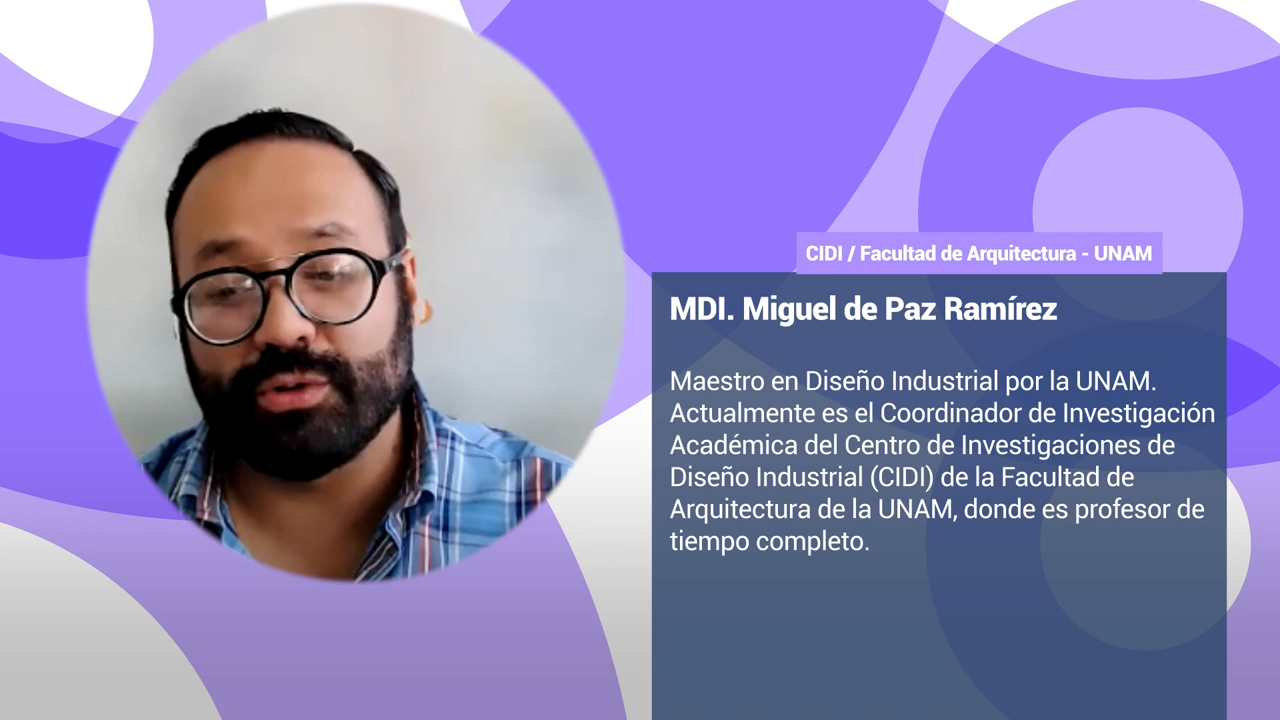 CIDI / Facultad de Arquitectura - UNAM
MDI. Miguel de Paz Ramírez
Maestro en Diseño Industrial por la UNAM.
Actualmente es el Coordinador de Investigación
Académica del Centro de Investigaciones de
Diseño Industrial (CIDI) de la Facultad de
Arquitectura de la UNAM, donde es profesor de
tiempo completo.